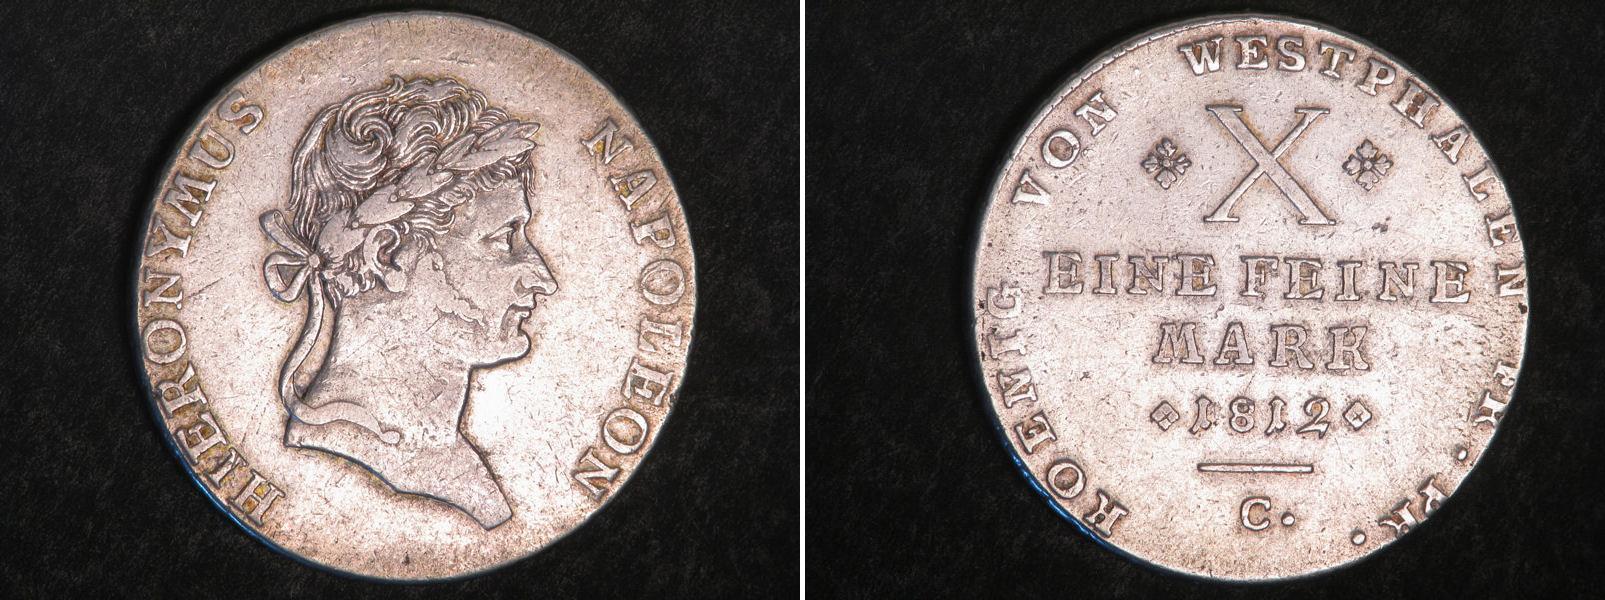 HIERONYMUS NAPOLEON
KOENIG VON WESTPHALEN FR. PR.
X
EINE FEINE
MARK
1812
C.